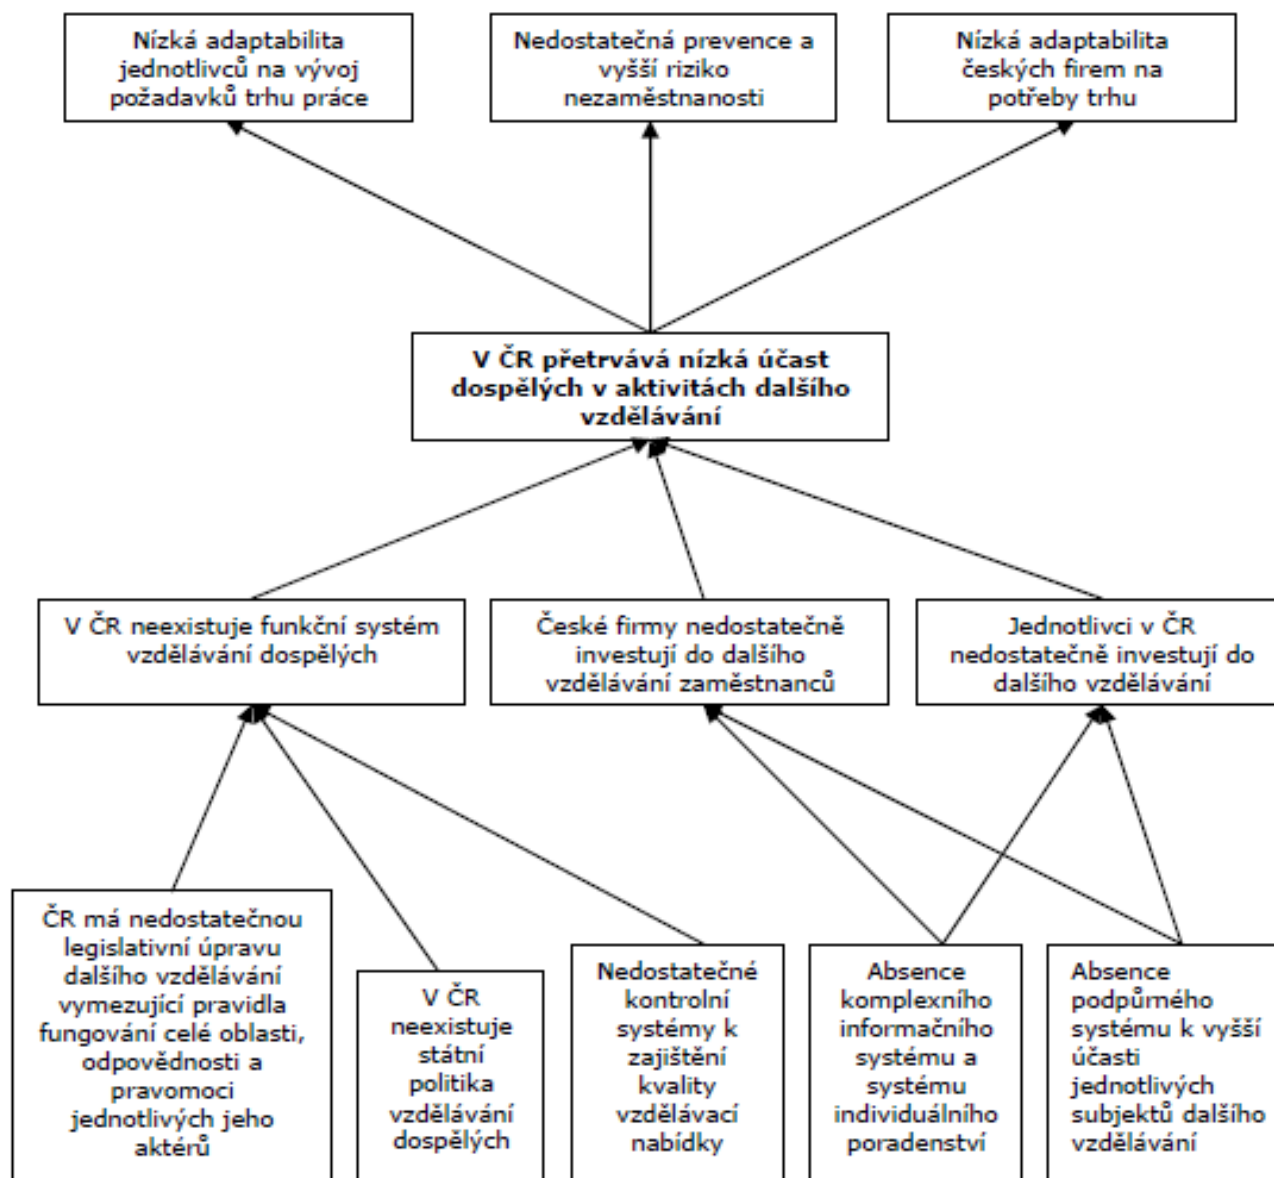 Nízká adaptabilita
jednotlivců na vývoj
požadavků trhu práce
Nedostatečná prevence a
vyšší riziko
nezaměstnanosti
Nízká adaptabilita
českých firem na
potřeby trhu
V ČR přetrvává nízká účast
dospělých v aktivitách dalšího
vzdělávání
V ČR neexistuje funkční systém
vzdělávání dospělých
České firmy nedostatečně
investují do dalšího
vzdělávání zaměstnanců
Jednotlivci v ČR
nedostatečně investují do
dalšího vzdělávání
ČR má nedostatečnou
legislativní úpravu
dalšího vzdělávání
vymezující pravidla
fungování celé oblasti,
odpovědnosti a
pravomoci
jednotlivých jeho
aktérů
V ČR
neexistuje
státní
politika
vzdělávání
dospělých
Nedostatečné
kontrolní
systémy k
zajištění
kvality
vzdělávací
nabídky
Absence
komplexního
informačního
systému a
systému
individuálního
poradenství
Absence
podpůrného
systému k vyšší
účasti
jednotlivých
subjektů dalšího
vzdělávání